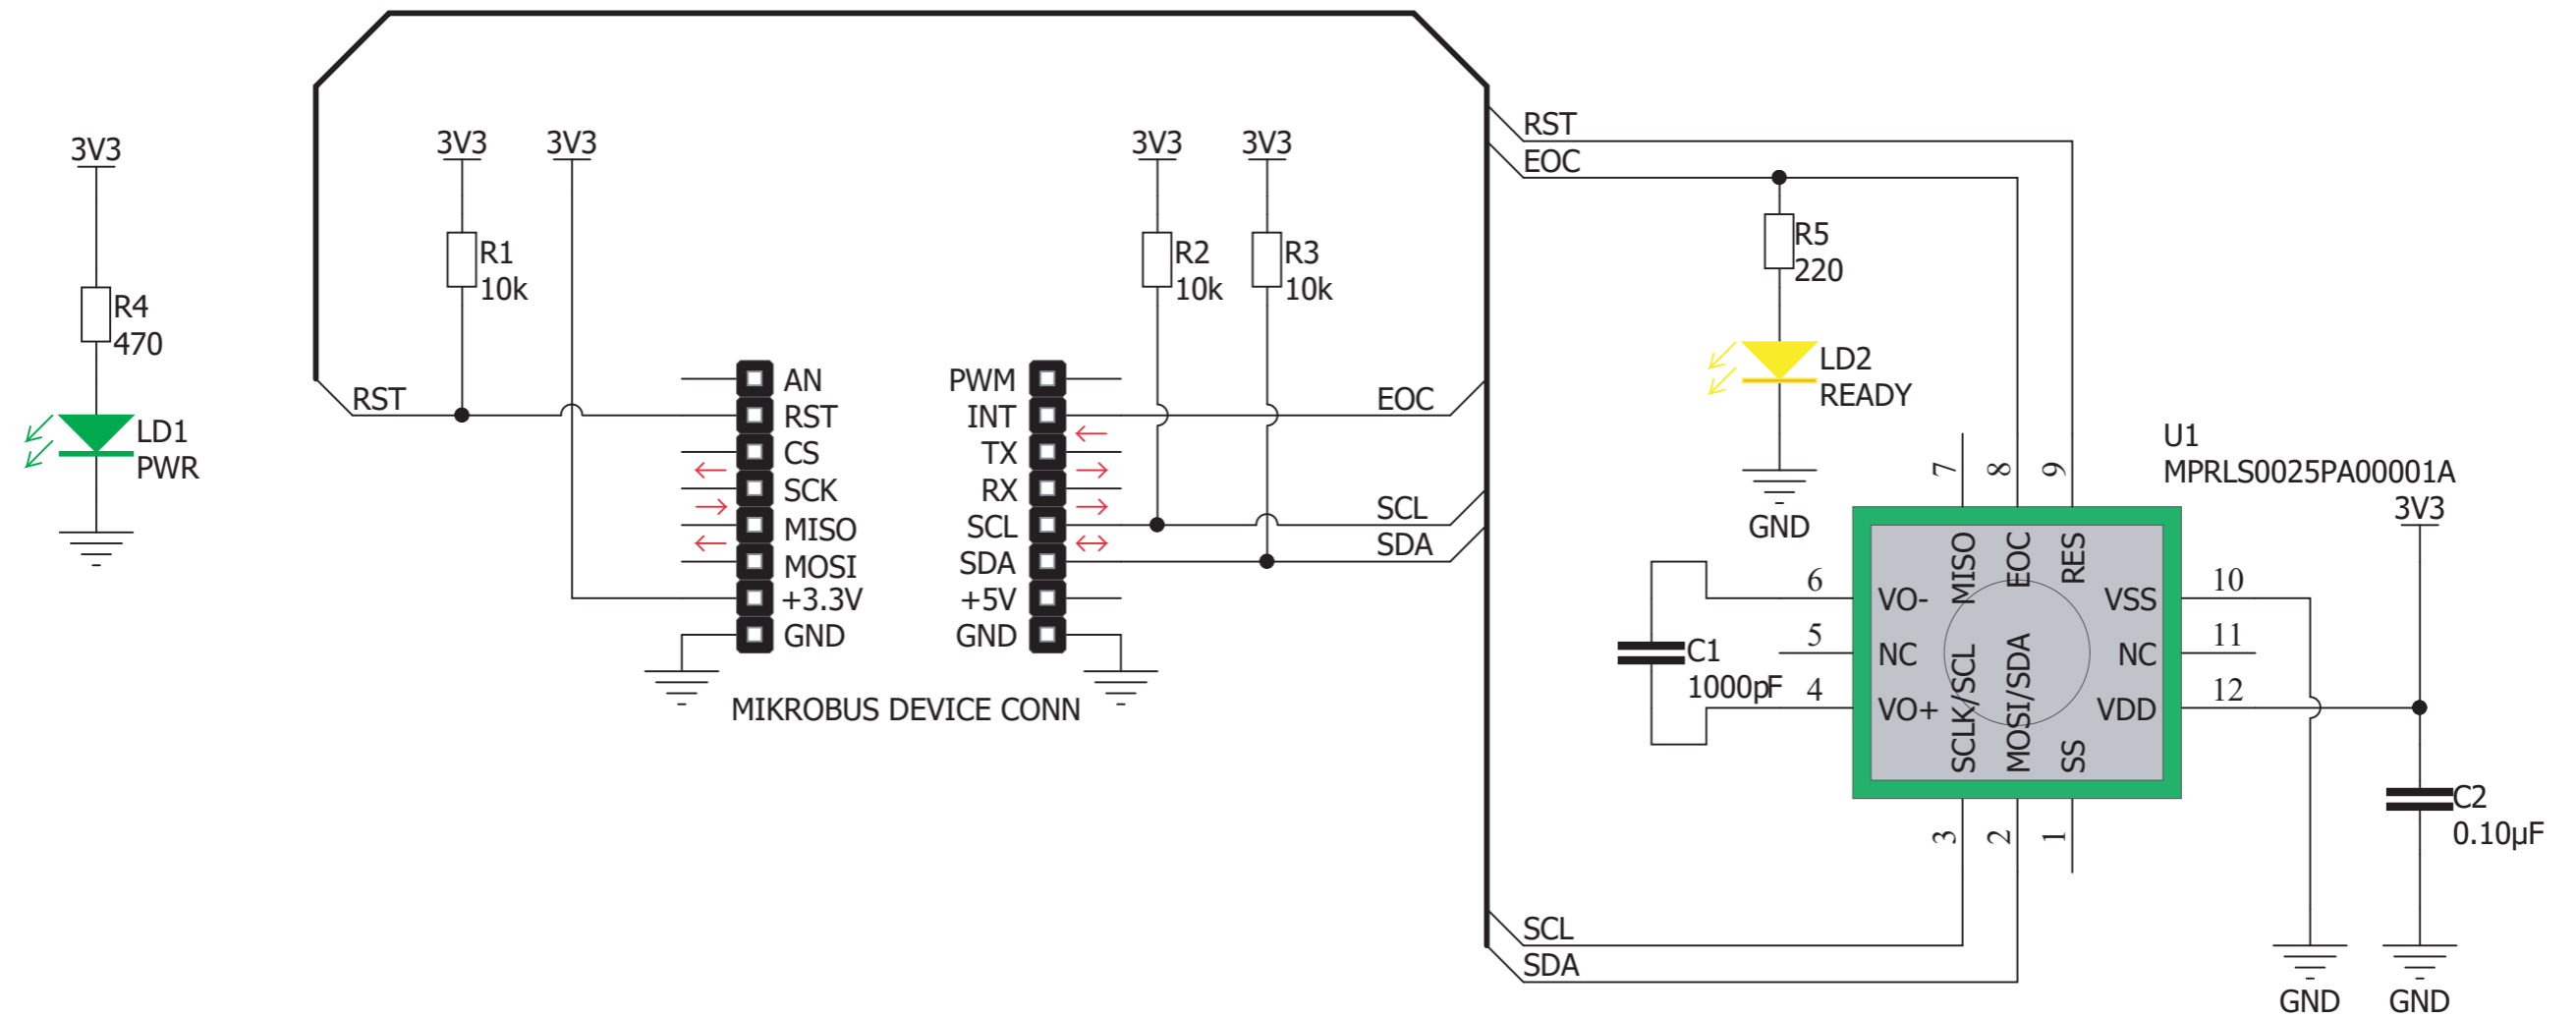 3V3
R4
470
LD1
PWR
3V3
R1
10k
3V3
RST
AN
RST
CS
SCK
MISO
MOSI
+3.3V
GND
PWM
INT
TX
RX
SCL
SDA
+5V
GND
MIKROBUS DEVICE CONN
3V3
R2
10k
3V3
R3
10k
EOC
SCL
SDA
RST
EOC
R5
220
LD2
READY
GND
U1
MPRLS0025PA00001A
3V3
7
8
9
MISO
EOC
RES
6
VO-
5
NC
4
VO+
C1
1000pF
VSS
10
NC
11
VDD
12
SCLK/SCL
MOSI/SDA
SS
3
2
1
C2
0.10µF
SCL
SDA
GND
GND